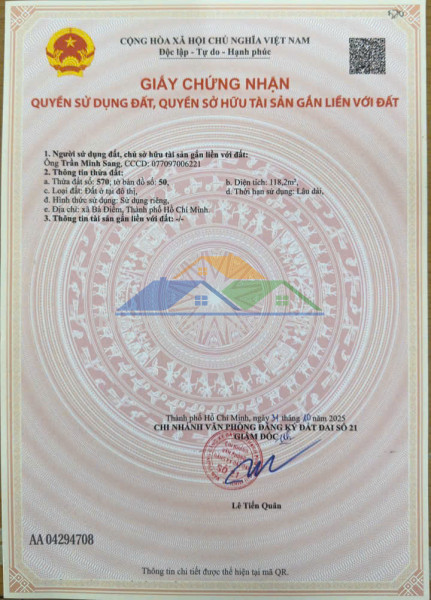 CỘNG HÒA XÃ HỘI CHỦ NGHĨA VIỆT NAM
Độc lập - Tự do - Hạnh phúc
GIẤY CHỨNG NHẬN
QUYỀN SỬ DỤNG ĐẤT, QUYỀN SỞ HỮU TÀI SẢN GẮN LIỀN VỚI ĐẤT
1. Người sử dụng đất, chủ sở hữu tài sản gắn liền với đất:
Ông Trần Minh Sang, CCCD: 077097006221
2. Thông tin thửa đất:
a. Thửa đất số: 570; tờ bản đồ số: 50, b. Diện tích: 118,2m²,
c. Loại đất: Đất ở tại đô thị, d. Thời hạn sử dụng: Lâu dài,
đ. Hình thức sử dụng: Sử dụng riêng,
e. Địa chỉ: xã Bà Điểm, Thành phố Hồ Chí Minh.
3. Thông tin tài sản gắn liền với đất: -/-
Thành phố Hồ Chí Minh, ngày 31 tháng 10 năm 2025
CHI NHÁNH VĂN PHÒNG ĐĂNG KÝ ĐẤT ĐAI SỐ 21
GIÁM ĐỐC
Lê Tiến Quân
AA 04294708
Thông tin chi tiết được thể hiện tại mã QR.